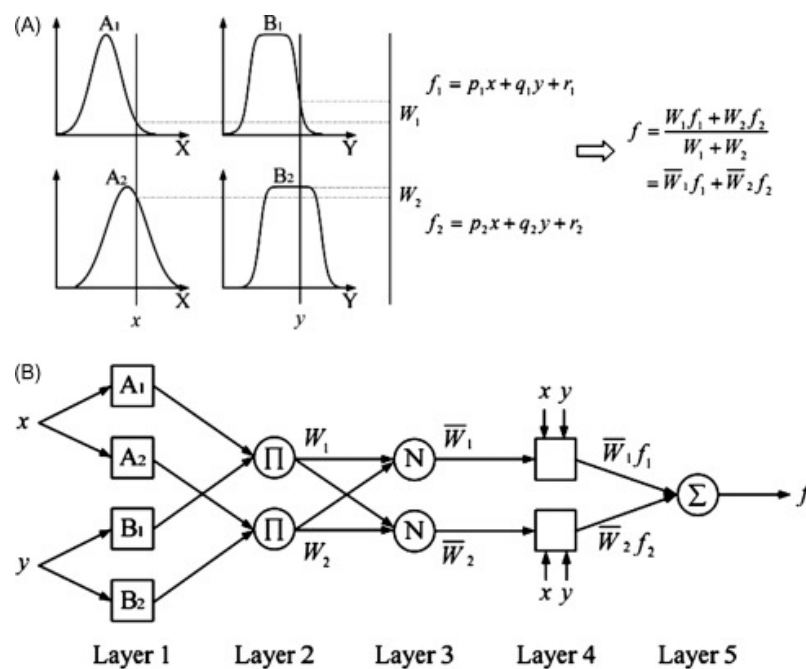 (A)
A₁
B₁
f₁ = p₁x + q₁y + r₁
W₁
X
Y
f = (W₁f₁ + W₂f₂) / (W₁ + W₂)
= W̅₁f₁ + W̅₂f₂
A₂
B₂
W₂
f₂ = p₂x + q₂y + r₂
X
Y
x
y
(B)
x y
A₁
x
W₁
W̅₁
W̅₁f₁
A₂
∏
N
Σ
f
B₁
∏
N
y
W₂
W̅₂
W̅₂f₂
B₂
x y
Layer 1 Layer 2 Layer 3 Layer 4 Layer 5